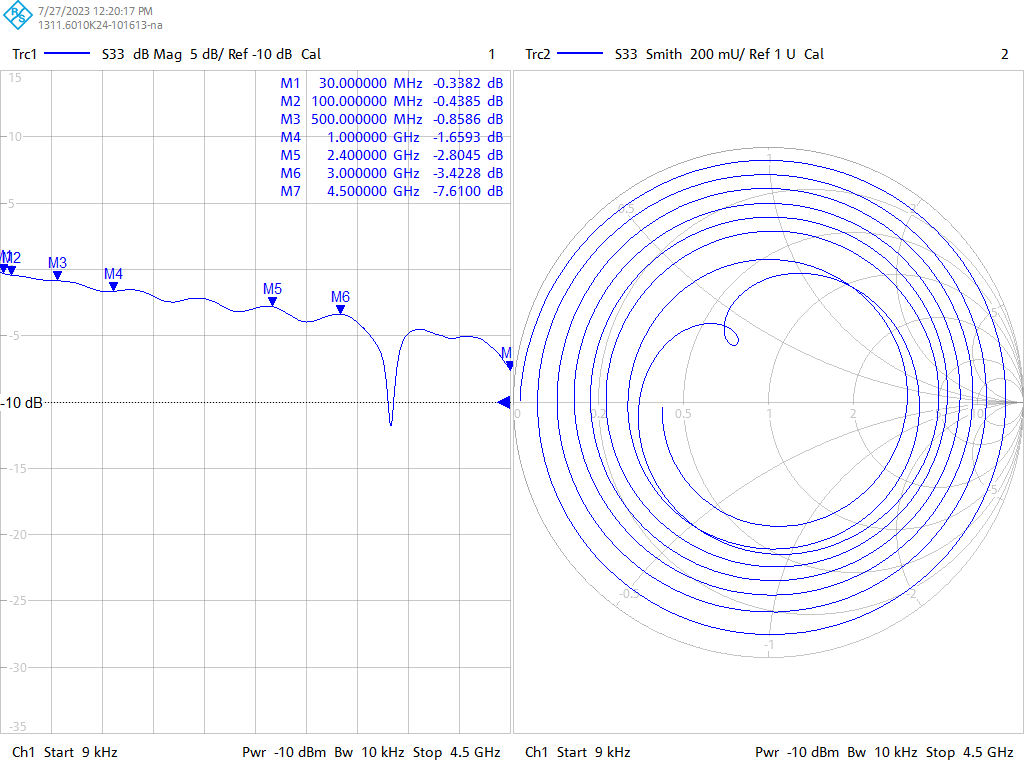 R&S
7/27/2023 12:20:17 PM
1311.6010K24-101613-na
Trc1 S33 dB Mag 5 dB/ Ref -10 dB Cal 1
15
10
5
-5
-10 dB
-15
-20
-25
-30
-35
M1 30.000000 MHz -0.3382 dB
M2 100.000000 MHz -0.4385 dB
M3 500.000000 MHz -0.8586 dB
M4 1.000000 GHz -1.6593 dB
M5 2.400000 GHz -2.8045 dB
M6 3.000000 GHz -3.4228 dB
M7 4.500000 GHz -7.6100 dB
M2
M3
M4
M5
M6
M
Ch1 Start 9 kHz Pwr -10 dBm Bw 10 kHz Stop 4.5 GHz
Trc2 S33 Smith 200 mU/ Ref 1 U Cal 2
1
0.5
2
5
0 0.2 0.5 1 2 10
-5
-0.5
-2
-1
Ch1 Start 9 kHz Pwr -10 dBm Bw 10 kHz Stop 4.5 GHz